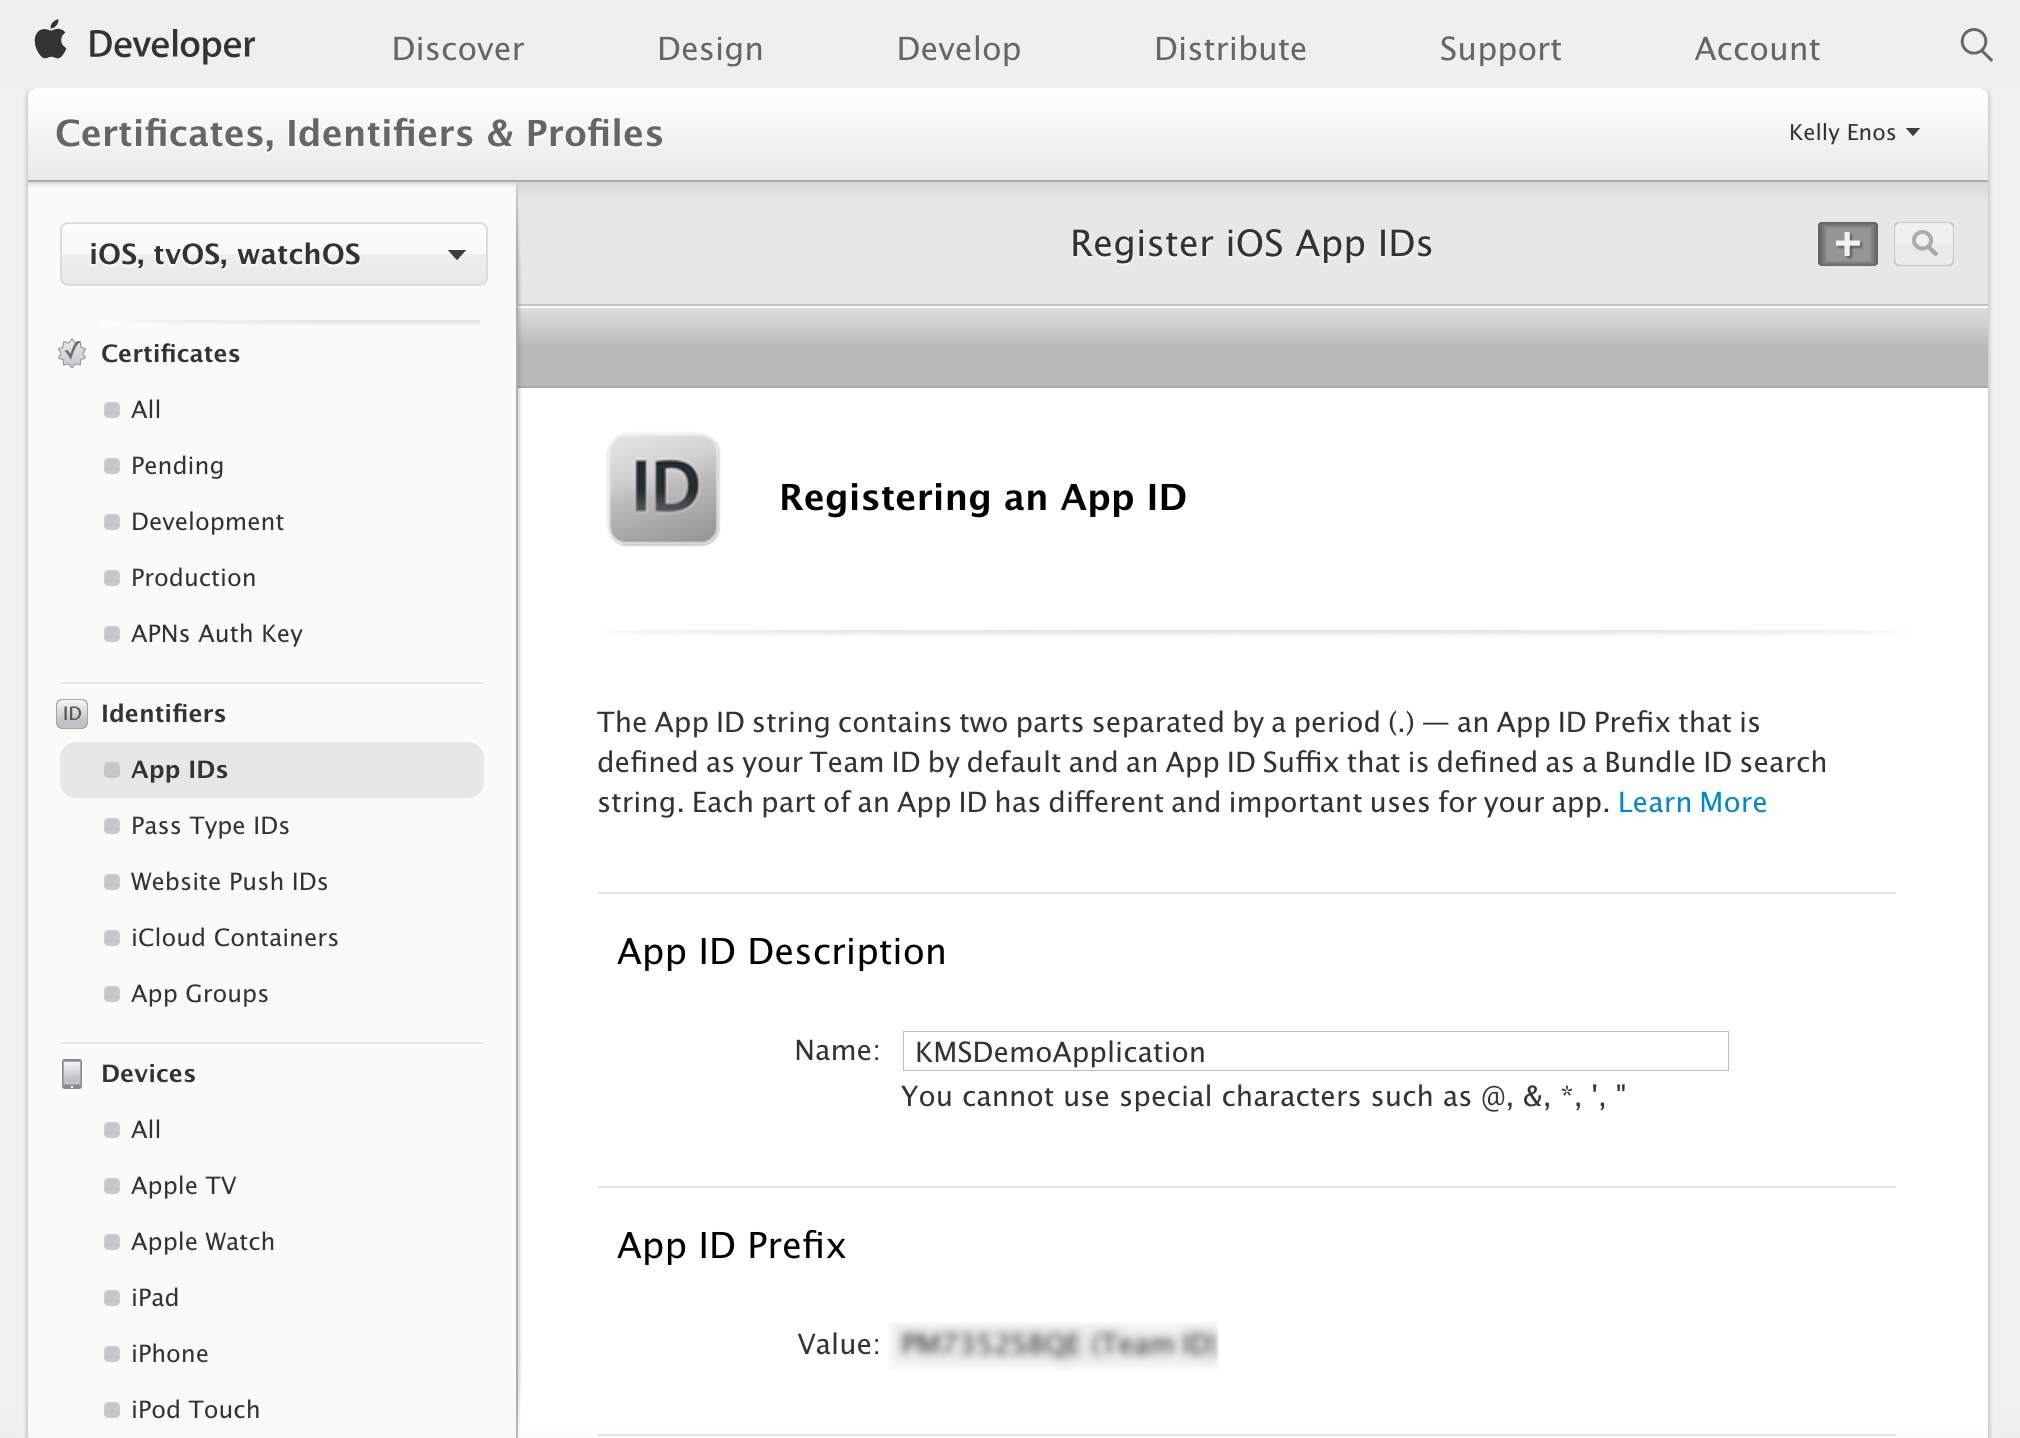 Developer
Discover
Design
Develop
Distribute
Support
Account
Certificates, Identifiers & Profiles
Kelly Enos
iOS, tvOS, watchOS
Register iOS App IDs
Certificates
All
Pending
Development
Production
APNs Auth Key
ID Identifiers
App IDs
Pass Type IDs
Website Push IDs
iCloud Containers
App Groups
Devices
All
Apple TV
Apple Watch
iPad
iPhone
iPod Touch
ID
Registering an App ID
The App ID string contains two parts separated by a period (.) — an App ID Prefix that is
defined as your Team ID by default and an App ID Suffix that is defined as a Bundle ID search
string. Each part of an App ID has different and important uses for your app. Learn More
App ID Description
Name: KMSDemoApplication
You cannot use special characters such as @, &, *, ', "
App ID Prefix
Value: